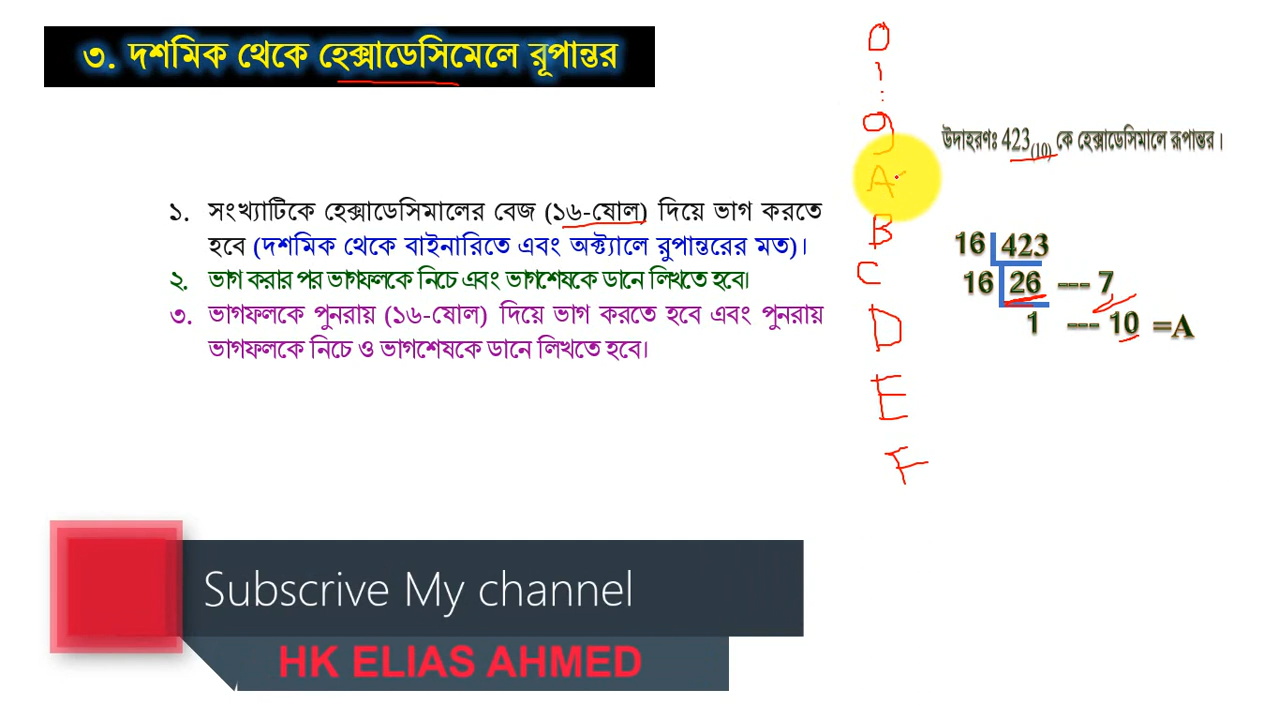 ৩. দশমিক থেকে হেক্সাডেসিমেলে রূপান্তর
১. সংখ্যাটিকে হেক্সাডেসিমালের বেজ (১৬-ষোল) দিয়ে ভাগ করতে
হবে (দশমিক থেকে বাইনারিতে এবং অক্ট্যালে রুপান্তরের মত)।
২. ভাগ করার পর ভাগফলকে নিচে এবং ভাগশেষকে ডানে লিখতে হবে।
৩. ভাগফলকে পুনরায় (১৬-ষোল) দিয়ে ভাগ করতে হবে এবং পুনরায়
ভাগফলকে নিচে ও ভাগশেষকে ডানে লিখতে হবে।
0
1
:
9
A
B
C
D
E
F
উদাহরণঃ 423(10) কে হেক্সাডেসিমালে রূপান্তর।
16 423
16 26 --- 7
1 --- 10 =A
Subscrive My channel
HK ELIAS AHMED